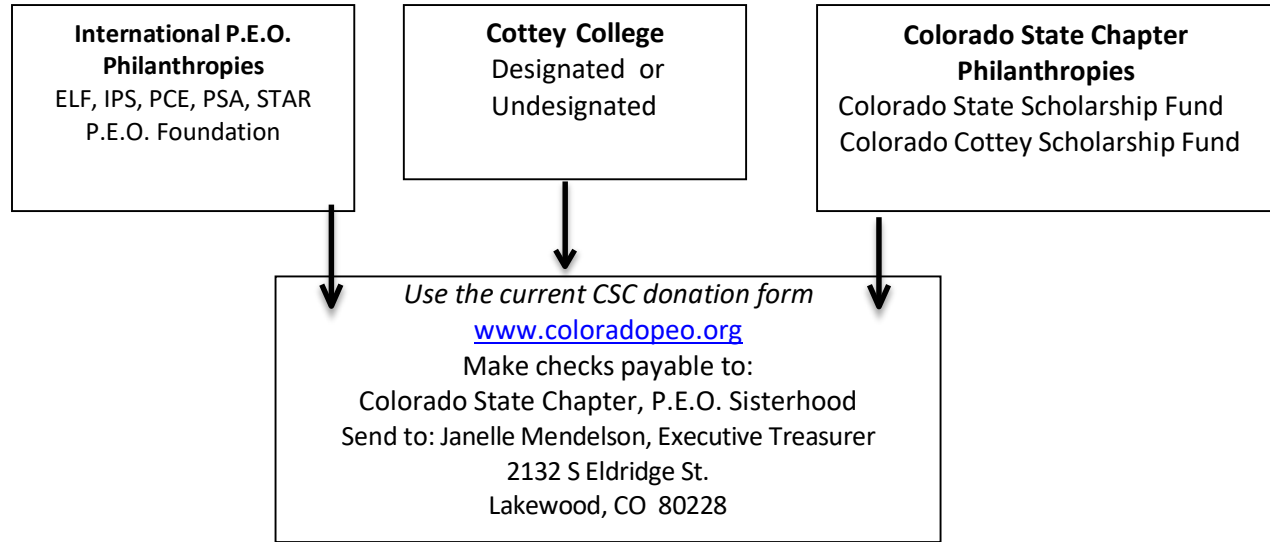 International P.E.O.
Philanthropies
ELF, IPS, PCE, PSA, STAR
P.E.O. Foundation
Cottey College
Designated or
Undesignated
Colorado State Chapter
Philanthropies
Colorado State Scholarship Fund
Colorado Cottey Scholarship Fund
Use the current CSC donation form
www.coloradopeo.org
Make checks payable to:
Colorado State Chapter, P.E.O. Sisterhood
Send to: Janelle Mendelson, Executive Treasurer
2132 S Eldridge St.
Lakewood, CO 80228